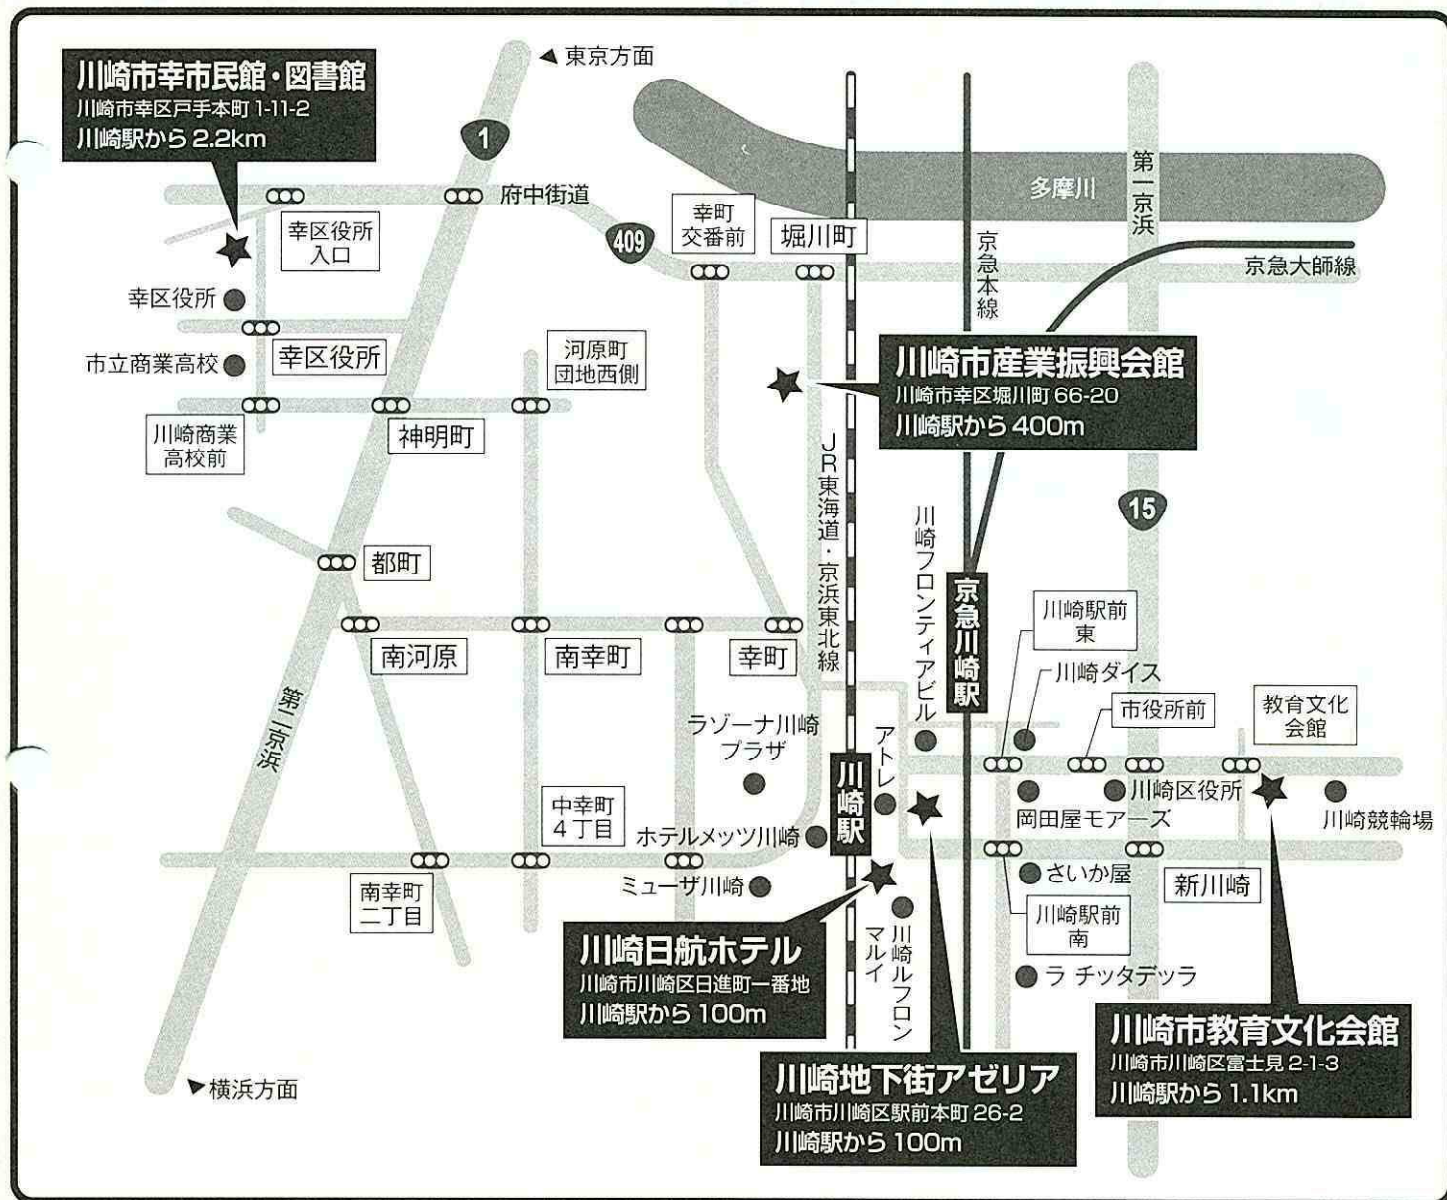 川崎市幸市民館・図書館
川崎市幸区戸手本町 1-11-2
川崎駅から 2.2km
◀ 東京方面
1
府中街道
409
幸区役所
入口
幸区役所
市立商業高校
幸区役所
川崎商業
高校前
神明町
河原町
団地西側
幸町
交番前
堀川町
多摩川
第一京浜
京急本線
京急大師線
川崎市産業振興会館
川崎市幸区堀川町 66-20
川崎駅から 400m
JR東海道・京浜東北線
15
都町
南河原
南幸町
幸町
第二京浜
川崎フロンティアビル
京急川崎駅
川崎駅前
東
川崎ダイス
市役所前
教育文化
会館
ラゾーナ川崎
プラザ
アトレ
川崎駅
岡田屋モアーズ
川崎区役所
川崎競輪場
中幸町
4丁目
ホテルメッツ川崎
南幸町
二丁目
ミューザ川崎
さいか屋
新川崎
川崎駅前
南
川崎ルフロン
マルイ
ラ チッタデッラ
川崎日航ホテル
川崎市川崎区日進町一番地
川崎駅から 100m
川崎地下街アゼリア
川崎市川崎区駅前本町 26-2
川崎駅から 100m
川崎市教育文化会館
川崎市川崎区富士見 2-1-3
川崎駅から 1.1km
▶横浜方面